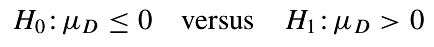 H₀: μ_D ≤ 0 versus H₁: μ_D > 0